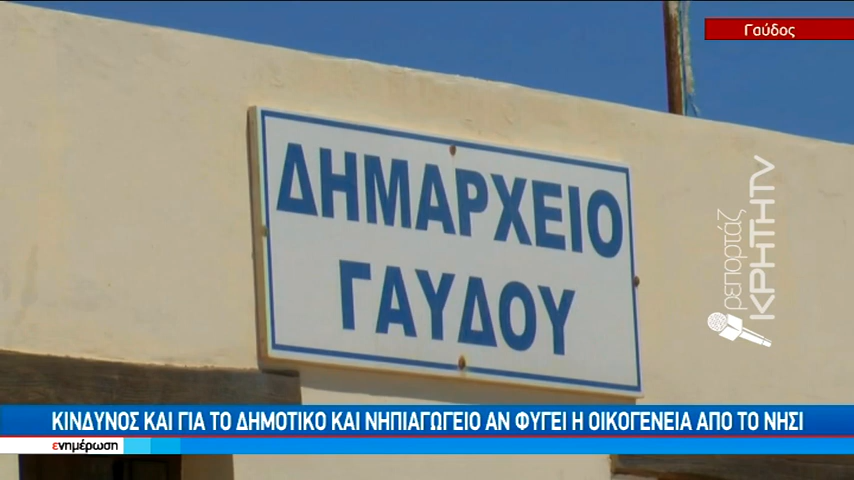 Γαύδος
ΔΗΜΑΡΧΕΙΟ
ΓΑΥΔΟΥ
ρεπορτάζ
ΚΡΗΤΗTV
ΚΙΝΔΥΝΟΣ ΚΑΙ ΓΙΑ ΤΟ ΔΗΜΟΤΙΚΟ ΚΑΙ ΝΗΠΙΑΓΩΓΕΙΟ ΑΝ ΦΥΓΕΙ Η ΟΙΚΟΓΕΝΕΙΑ ΑΠΟ ΤΟ ΝΗΣΙ
ενημέρωση